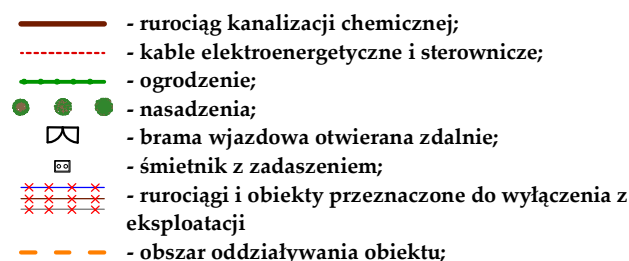 - rurociąg kanalizacji chemicznej;
- kable elektroenergetyczne i sterownicze;
- ogrodzenie;
- nasadzenia;
- brama wjazdowa otwierana zdalnie;
- śmietnik z zadaszeniem;
- rurociągi i obiekty przeznaczone do wyłączenia z
eksploatacji
- obszar oddziaływania obiektu;